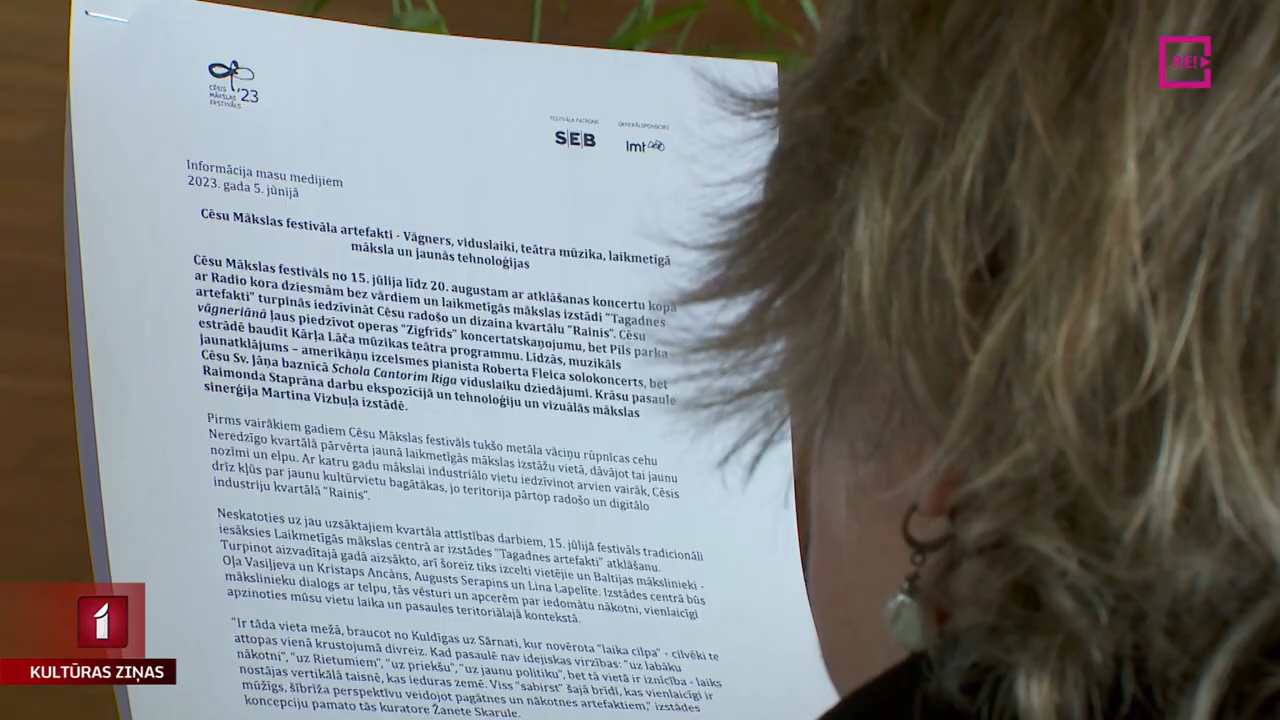 CĒSIS
MĀKSLAS
FESTIVĀLS
'23
FESTIVĀLA PATRONS
SEB
ĢENERĀLSPONSORS
lmt
RE!
Informācija masu medijiem
2023. gada 5. jūnijā
Cēsu Mākslas festivāla artefakti - Vāgners, viduslaiki, teātra mūzika, laikmetīgā
māksla un jaunās tehnoloģijas
Cēsu Mākslas festivāls no 15. jūlija līdz 20. augustam ar atklāšanas koncertu kopā
ar Radio kora dziesmām bez vārdiem un laikmetīgās mākslas izstādi "Tagadnes
artefakti" turpinās iedzīvināt Cēsu radošo un dizaina kvartālu "Rainis". Cēsu
vāgneriānā ļaus piedzīvot operas "Zigfrīds" koncertatskaņojumu, bet Pils parka
estrādē baudīt Kārļa Lāča mūzikas teātra programmu. Līdzās, muzikāls
jaunatklājums – amerikāņu izcelsmes pianista Roberta Fleica solokoncerts, bet
Cēsu Sv. Jāņa baznīcā Schola Cantorim Riga viduslaiku dziedājumi. Krāsu pasaule
Raimonda Staprāna darbu ekspozīcijā un tehnoloģiju un vizuālās mākslas
sinerģija Martina Vizbuļa izstādē.
Pirms vairākiem gadiem Cēsu Mākslas festivāls tukšo metāla vāciņu rūpnīcas cehu
Neredzīgo kvartālā pārvērta jaunā laikmetīgās mākslas izstāžu vietā, dāvājot tai jaunu
nozīmi un elpu. Ar katru gadu mākslai industriālo vietu iedzīvinot arvien vairāk, Cēsis
drīz kļūs par jaunu kultūrvietu bagātākas, jo teritorija pārtop radošo un digitālo
industriju kvartālā "Rainis".
Neskatoties uz jau uzsāktajiem kvartāla attīstības darbiem, 15. jūlijā festivāls tradicionāli
iesāksies Laikmetīgās mākslas centrā ar izstādes "Tagadnes artefakti" atklāšanu.
Turpinot aizvadītajā gadā aizsākto, arī šoreiz tiks izcelti vietējie un Baltijas mākslinieki -
Oļa Vasiļjeva un Kristaps Ancāns, Augusts Serapins un Lina Lapelīte. Izstādes centrā būs
mākslinieku dialogs ar telpu, tās vēsturi un apcerēm par iedomātu nākotni, vienlaicīgi
apzinoties mūsu vietu laika un pasaules teritoriālajā kontekstā.
"Ir tāda vieta mežā, braucot no Kuldīgas uz Sārnati, kur novērota "laika cilpa" - cilvēki te
attopas vienā krustojumā divreiz. Kad pasaulē nav idejiskas virzības: "uz labāku
nākotni", "uz Rietumiem", "uz priekšu", "uz jaunu politiku", bet tā vietā ir iznīcība - laiks
nostājas vertikālā taisnē, kas ieduras zemē. Viss "sabirst" šajā brīdī, kas vienlaicīgi ir
mūžīgs, šībrīža perspektīvu veidojot pagātnes un nākotnes artefaktiem," izstādes
koncepciju pamato tās kuratore Žanete Skarule.
1
KULTŪRAS ZIŅAS